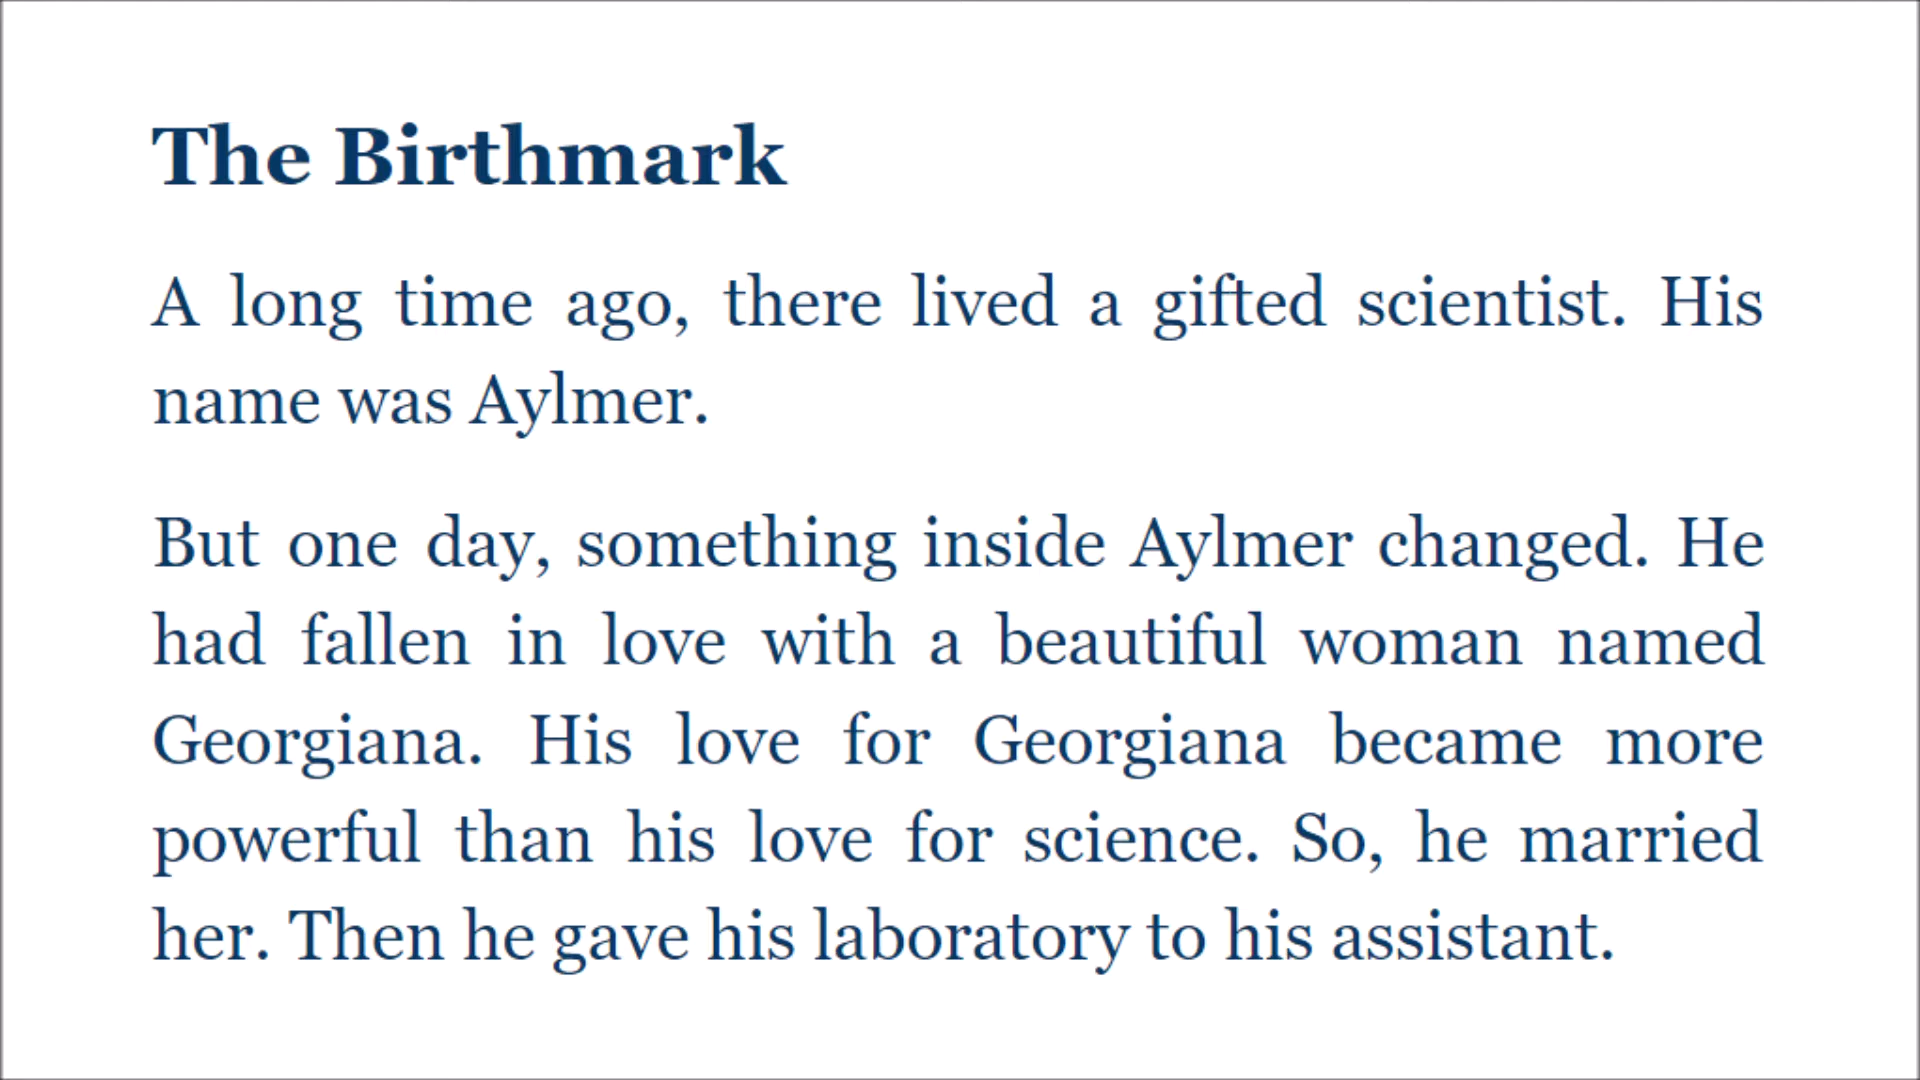 The Birthmark
A long time ago, there lived a gifted scientist. His
name was Aylmer.
But one day, something inside Aylmer changed. He
had fallen in love with a beautiful woman named
Georgiana. His love for Georgiana became more
powerful than his love for science. So, he married
her. Then he gave his laboratory to his assistant.